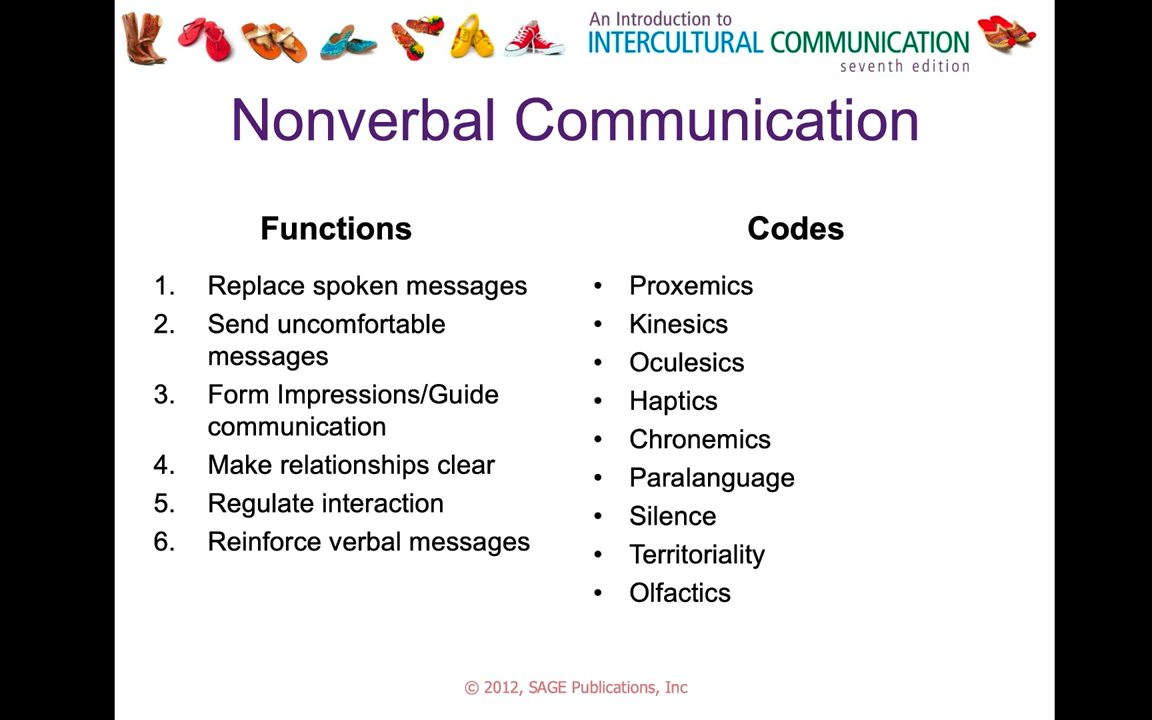 An Introduction to
INTERCULTURAL COMMUNICATION
seventh edition
Nonverbal Communication
Functions
1. Replace spoken messages
2. Send uncomfortable
messages
3. Form Impressions/Guide
communication
4. Make relationships clear
5. Regulate interaction
6. Reinforce verbal messages
Codes
• Proxemics
• Kinesics
• Oculesics
• Haptics
• Chronemics
• Paralanguage
• Silence
• Territoriality
• Olfactics
© 2012, SAGE Publications, Inc